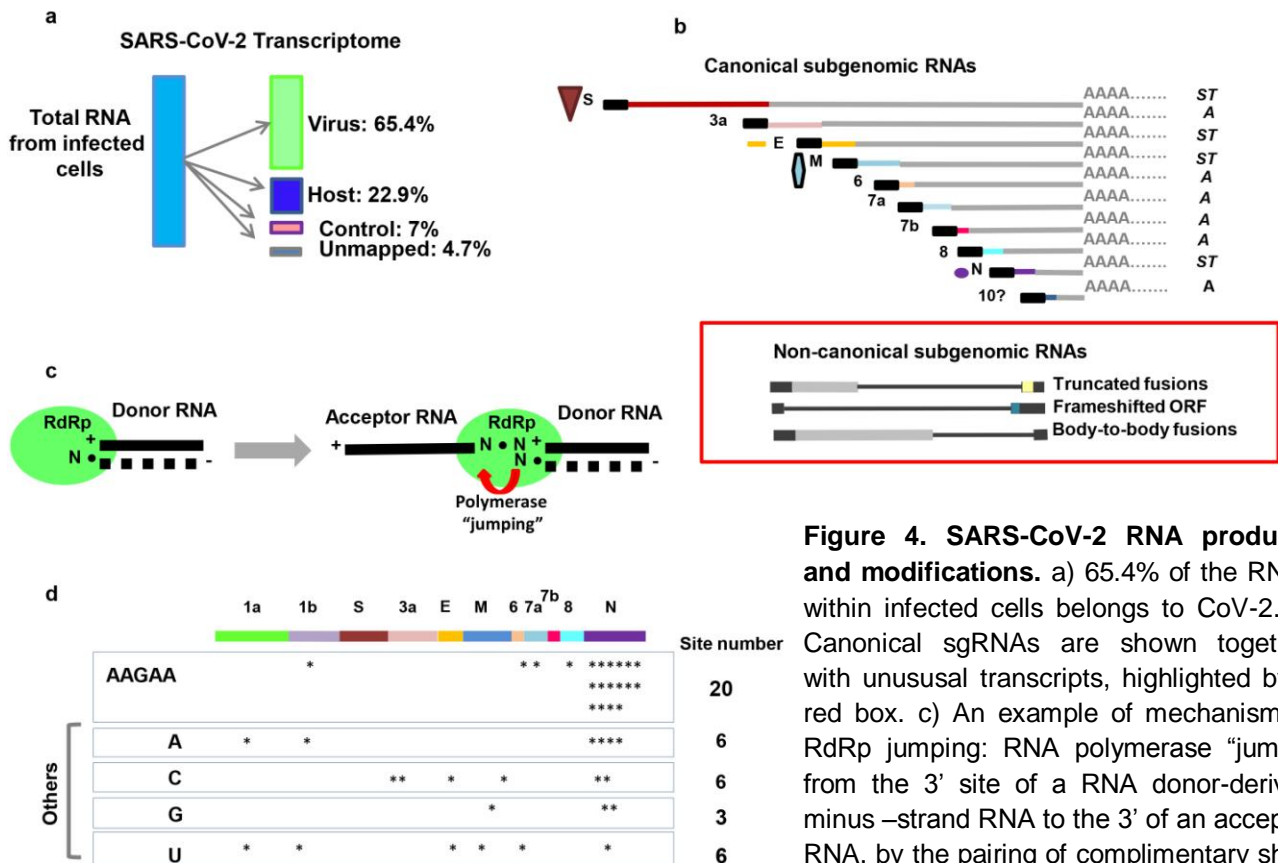 a
SARS-CoV-2 Transcriptome
Total RNA
from infected
cells
Virus: 65.4%
Host: 22.9%
Control: 7%
Unmapped: 4.7%
b
Canonical subgenomic RNAs
S AAAA....... ST
3a AAAA....... A
E AAAA....... ST
M AAAA....... ST
6 AAAA....... A
7a AAAA....... A
7b AAAA....... A
8 AAAA....... A
N AAAA....... ST
10? AAAA....... A
Non-canonical subgenomic RNAs
Truncated fusions
Frameshifted ORF
Body-to-body fusions
c
RdRp
Donor RNA
+
N •
-
Acceptor RNA
RdRp
Donor RNA
+
N • N +
N •
-
Polymerase
"jumping"
d
1a 1b S 3a E M 6 7a 7b 8 N
Site number
AAGAA * * * * ******
******
****
20
Others
A * * **** 6
C ** * * ** 6
G * ** 3
U * * * * * * 6
Figure 4. SARS-CoV-2 RNA produ
and modifications. a) 65.4% of the RN
within infected cells belongs to CoV-2.
Canonical sgRNAs are shown toget
with unususal transcripts, highlighted by
red box. c) An example of mechanism
RdRp jumping: RNA polymerase "jum
from the 3' site of a RNA donor-deriv
minus –strand RNA to the 3' of an accep
RNA, by the pairing of complimentary sh